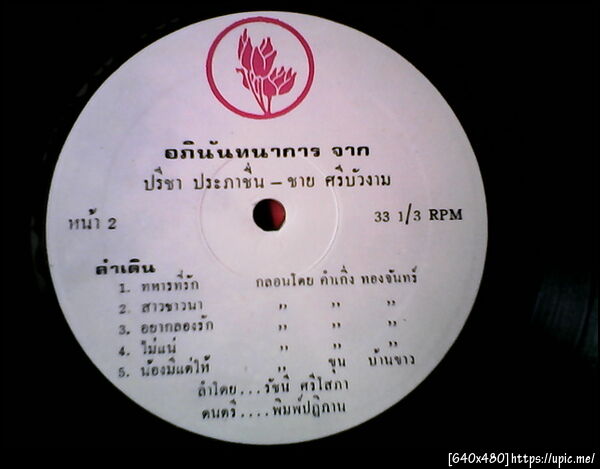 อภินันทนาการ จาก
ปรีชา ประภาชื่น – ชาย ศรีบัวงาม
หน้า 2 33 1/3 RPM
ลำเดิน
1. ทหารที่รัก กลอนโดย คำเกิ่ง ทองจันทร์
2. สาวชาวนา ,, ,, ,,
3. อยากลองรัก ,, ,, ,,
4. ไม่แน่ ,, ,, ,,
5. น้องมีแต่ให้ ,, ขุน บ้านขาง
ลำโดย... รัชนี ศรีโสภา
ดนตรี.... พิมพ์ปฏิภาน
[640x480]https://upic.me/